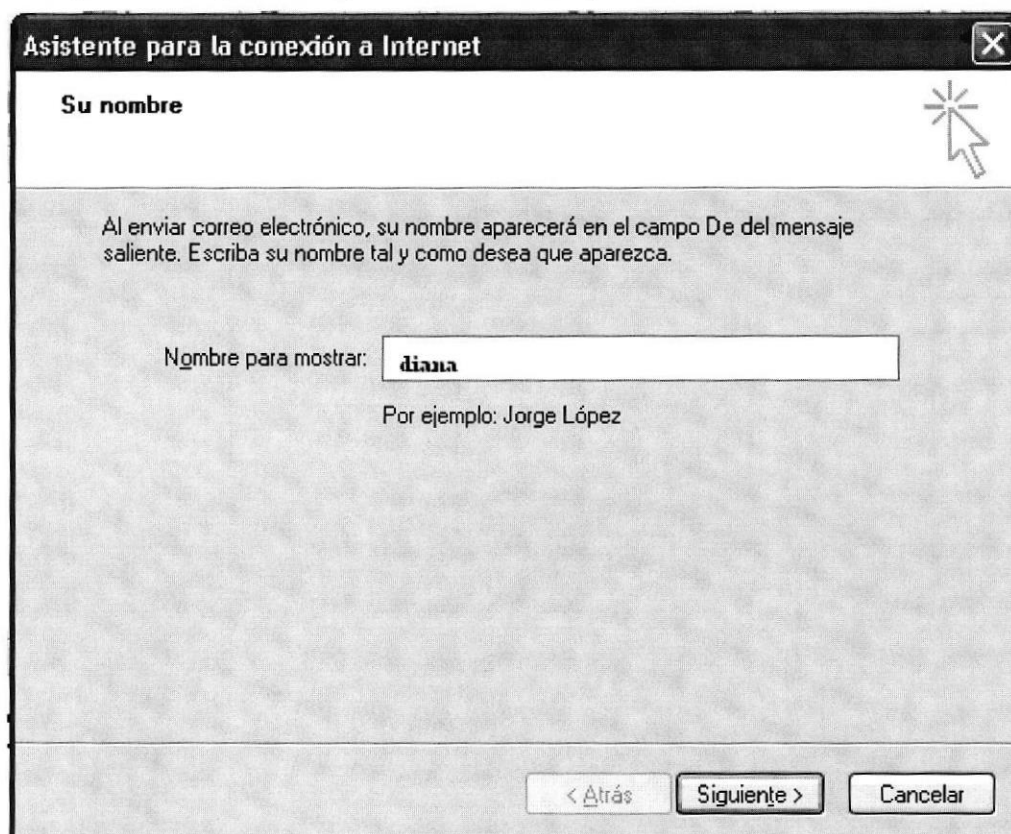 Asistente para la conexión a Internet
Su nombre
Al enviar correo electrónico, su nombre aparecerá en el campo De del mensaje
saliente. Escriba su nombre tal y como desea que aparezca.
Nombre para mostrar: diana
Por ejemplo: Jorge López
< Atrás Siguiente > Cancelar